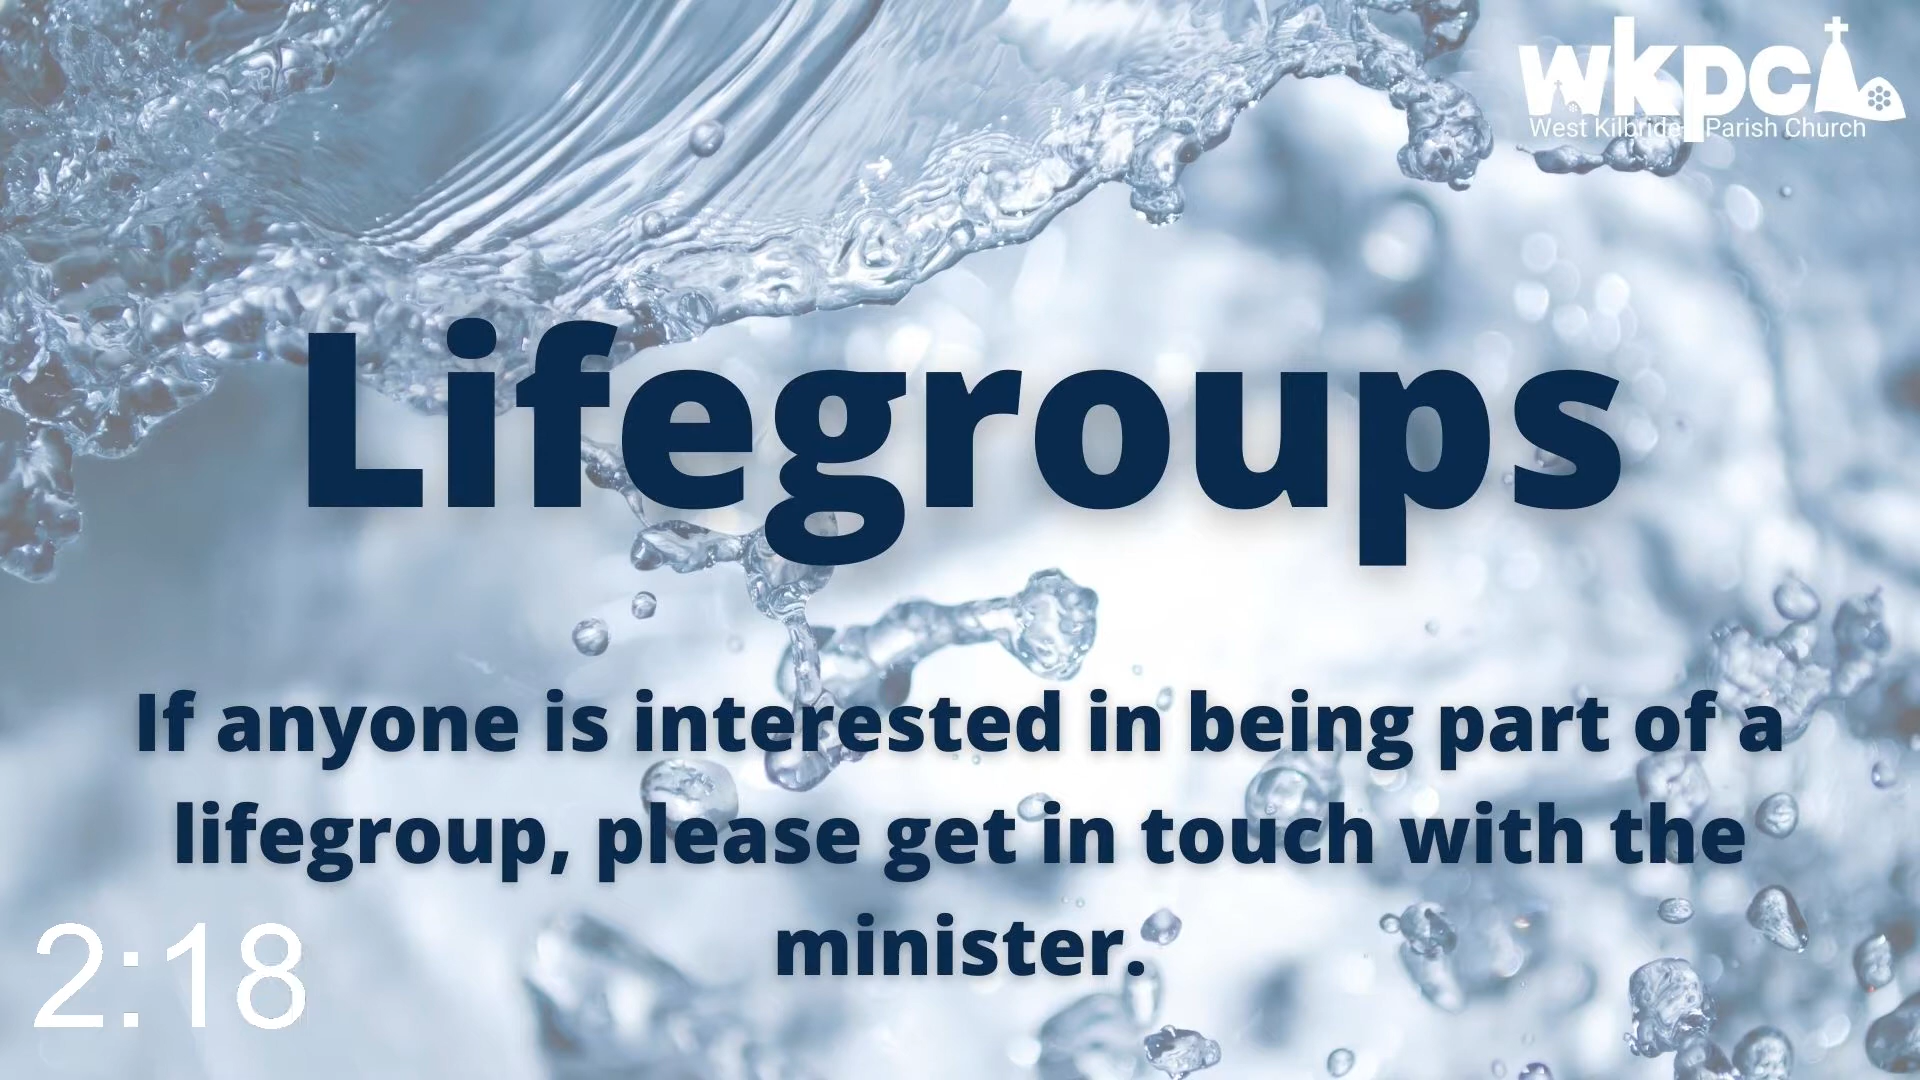 wkpc
West Kilbride Parish Church
Lifegroups
If anyone is interested in being part of a
lifegroup, please get in touch with the
minister.
2:18